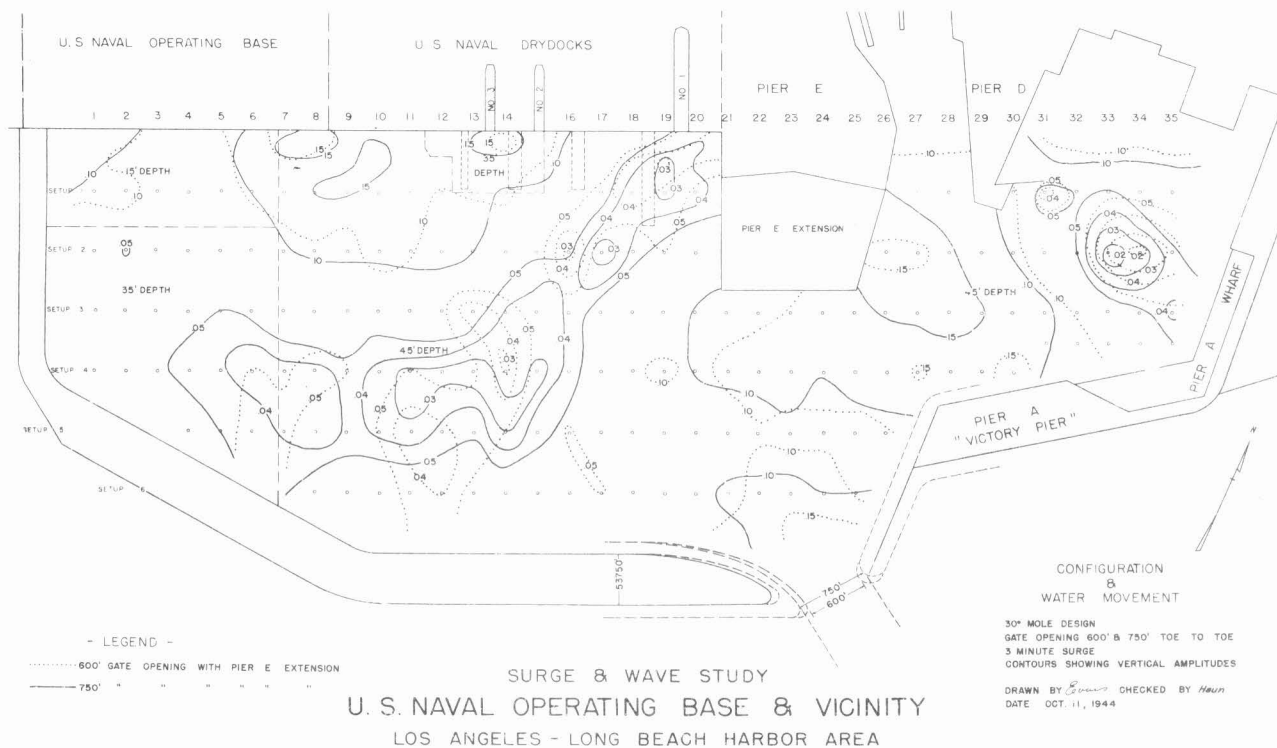 U.S NAVAL OPERATING BASE
U S NAVAL DRYDOCKS
NO 3
NO 2
NO 1
PIER E
PIER D
1 2 3 4 5 6 7 8 9 10 11 12 13 14 16 17 18 19 20 21 22 23 24 25 26 27 28 29 30 31 32 33 34 35
15' DEPTH
35'
DEPTH
SETUP
PIER E EXTENSION
SETUP 2
35' DEPTH
45' DEPTH
SETUP 3
45' DEPTH
SETUP 4
SETUP 5
SETUP 6
PIER A WHARF
PIER A
"VICTORY PIER"
N
53750'
750'
600'
CONFIGURATION
&
WATER MOVEMENT
30° MOLE DESIGN
GATE OPENING 600' & 750' TOE TO TOE
3 MINUTE SURGE
CONTOURS SHOWING VERTICAL AMPLITUDES
DRAWN BY Evans CHECKED BY Haun
DATE OCT. 11, 1944
- LEGEND -
600' GATE OPENING WITH PIER E EXTENSION
750' " " " " " "
SURGE & WAVE STUDY
U. S. NAVAL OPERATING BASE & VICINITY
LOS ANGELES - LONG BEACH HARBOR AREA